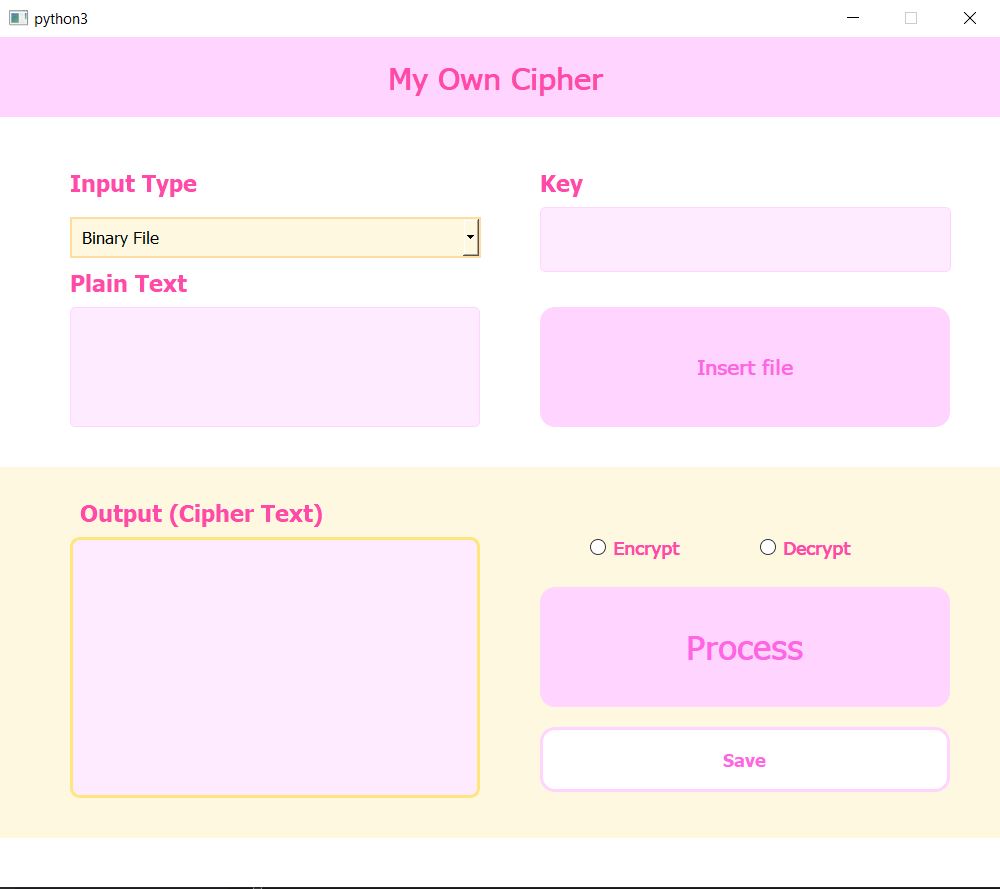 python3
My Own Cipher
Input Type
Key
Binary File
Plain Text
Insert file
Output (Cipher Text)
Encrypt
Decrypt
Process
Save